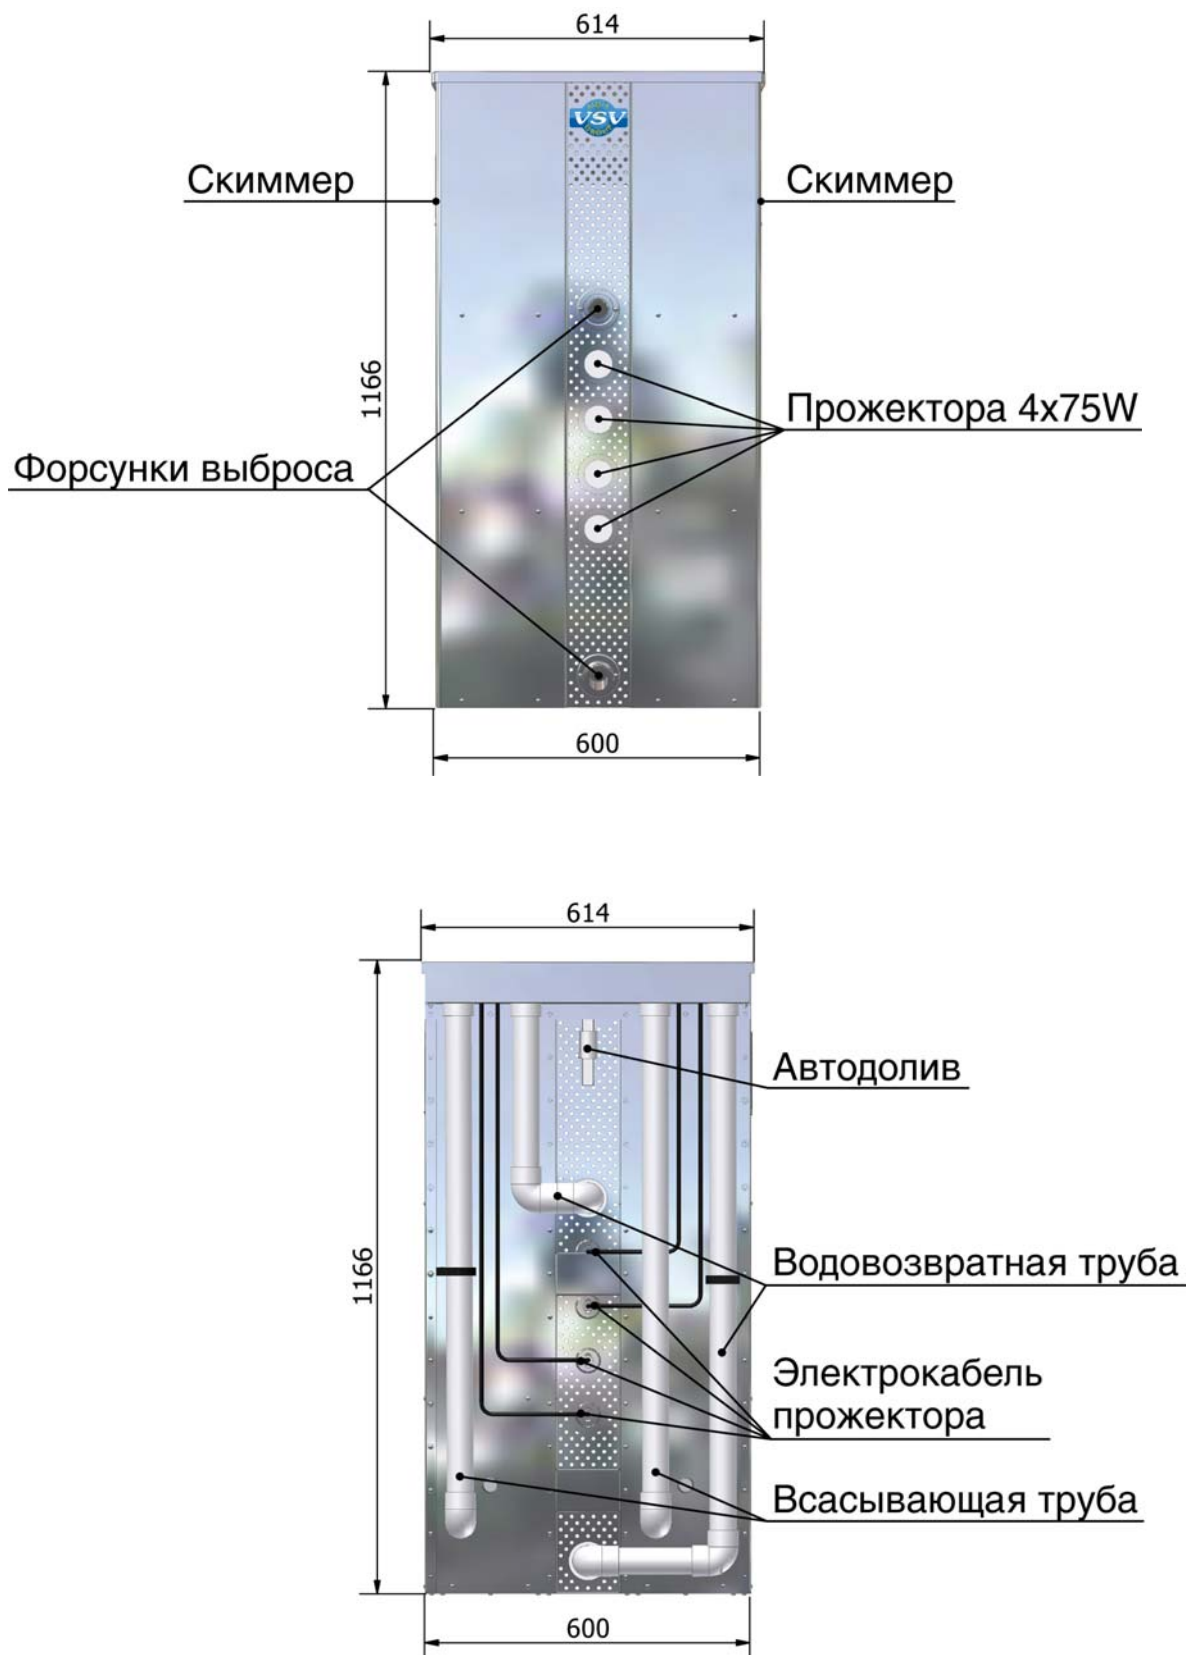 614
VSV
Скиммер
Скиммер
1166
Прожектора 4x75W
Форсунки выброса
600
614
Автодолив
1166
Водовозвратная труба
Электрокабель
прожектора
Всасывающая труба
600